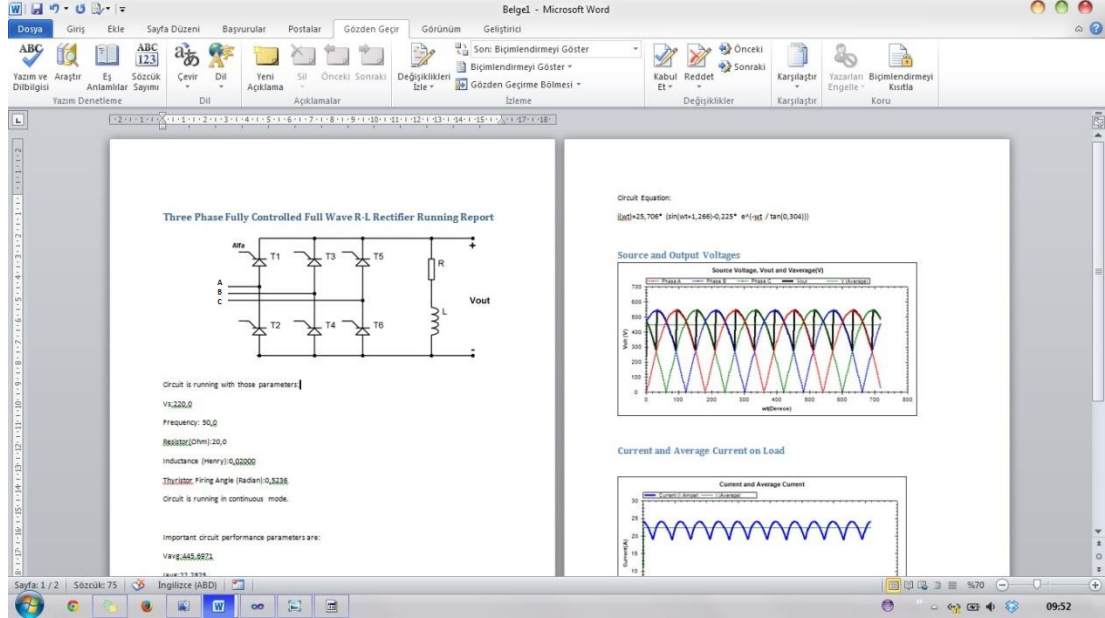 Belge1 - Microsoft Word
Dosya Giriş Ekle Sayfa Düzeni Başvurular Postalar Gözden Geçir Görünüm Geliştirici
Yazım ve Dilbilgisi Araştır Eş Anlamlılar Sözcük Sayımı
Yazım Denetleme
Çevir Dil
Dil
Yeni Açıklama Sil Önceki Sonraki
Açıklamalar
Değişiklikleri İzle
Son: Biçimlendirmeyi Göster
Biçimlendirmeyi Göster
Gözden Geçirme Bölmesi
İzleme
Kabul Et Reddet
Önceki
Sonraki
Değişiklikler
Karşılaştır
Karşılaştır
Yazarları Engelle Biçimlendirmeyi Kısıtla
Koru
Three Phase Fully Controlled Full Wave R-L Rectifier Running Report
Alfa
T1 T3 T5
R
+
A
B
C
Vout
L
T2 T4 T6
-
Circuit is running with those parameters:
Vs:220,0
Frequency: 50,0
Resistor(Ohm):20,0
Inductance (Henry):0,02000
Thyristor Firing Angle (Radian):0,5236
Circuit is running in continuous mode.
Important circuit performance parameters are:
Vavg:445,6971
Circuit Equation:
i(wt)=25,706* (sin(wt+1,266)-0,225* e^(-wt / tan(0,304)))
Source and Output Voltages
Source Voltage, Vout and Vaverage(V)
Phase A Phase B Phase C Vout V (Average)
Volt (V)
700
600
500
400
300
200
100
0
0 100 200 300 400 500 600 700 800
wt(Derece)
Current and Average Current on Load
Current and Average Current
Current (I Amper) I (Average)
Current(A)
30
25
20
15
10
Sayfa: 1 / 2 Sözcük: 75 İngilizce (ABD) %70
09:52